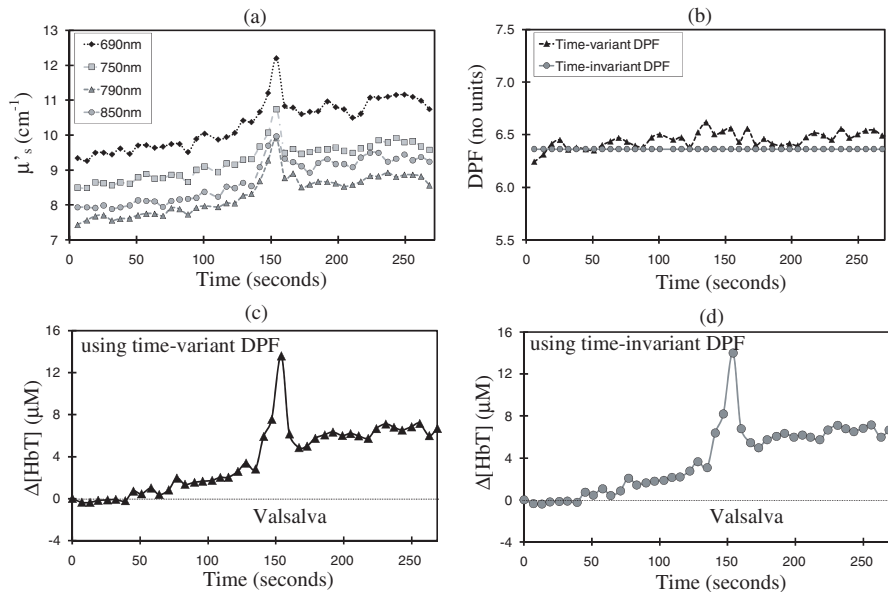 (a)
μ's (cm-1)
13
12
11
10
9
8
7
690nm
750nm
790nm
850nm
0
50
100
150
200
250
Time (seconds)
(b)
DPF (no units)
7.5
7.0
6.5
6.0
5.5
Time-variant DPF
Time-invariant DPF
0
50
100
150
200
250
Time (seconds)
(c)
Δ[HbT] (μM)
16
12
8
4
0
-4
using time-variant DPF
Valsalva
0
50
100
150
200
250
Time (seconds)
(d)
Δ[HbT] (μM)
16
12
8
4
0
-4
using time-invariant DPF
Valsalva
0
50
100
150
200
250
Time (seconds)